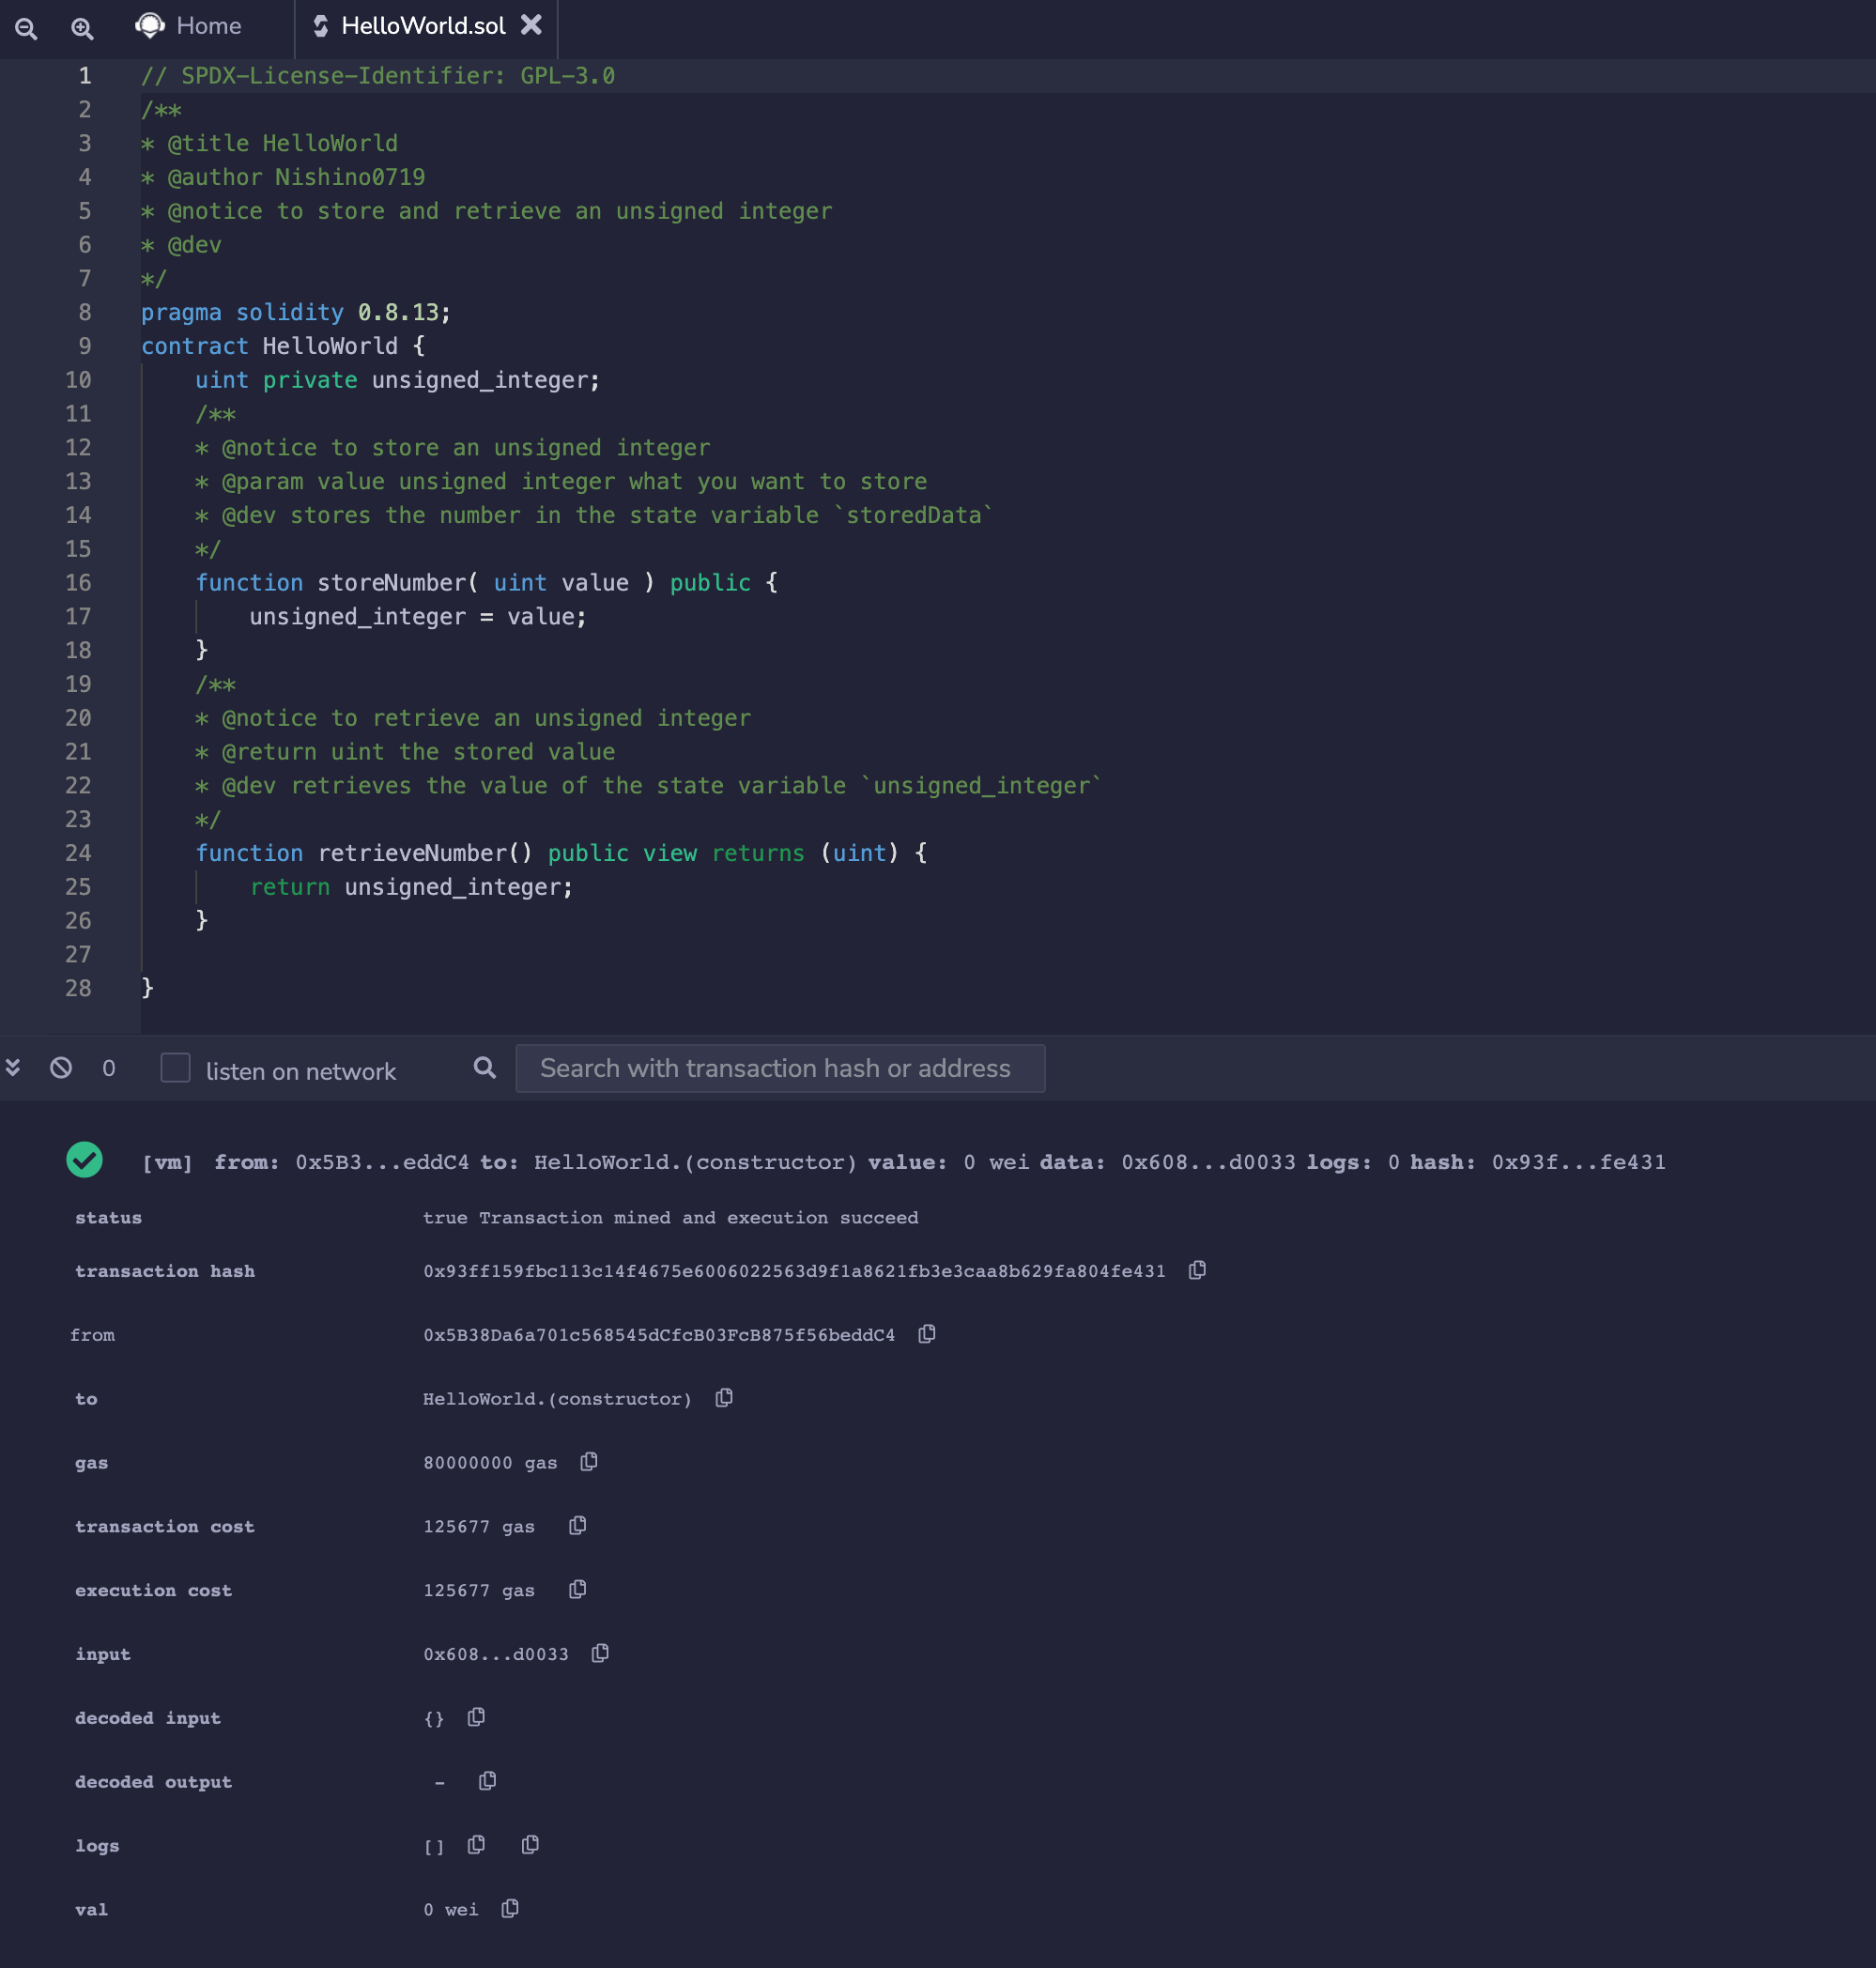 Home
HelloWorld.sol
1 // SPDX-License-Identifier: GPL-3.0
2 /**
3 * @title HelloWorld
4 * @author Nishino0719
5 * @notice to store and retrieve an unsigned integer
6 * @dev
7 */
8 pragma solidity 0.8.13;
9 contract HelloWorld {
10 uint private unsigned_integer;
11 /**
12 * @notice to store an unsigned integer
13 * @param value unsigned integer what you want to store
14 * @dev stores the number in the state variable `storedData`
15 */
16 function storeNumber( uint value ) public {
17 unsigned_integer = value;
18 }
19 /**
20 * @notice to retrieve an unsigned integer
21 * @return uint the stored value
22 * @dev retrieves the value of the state variable `unsigned_integer`
23 */
24 function retrieveNumber() public view returns (uint) {
25 return unsigned_integer;
26 }
27
28 }
0 listen on network Search with transaction hash or address
[vm] from: 0x5B3...eddC4 to: HelloWorld.(constructor) value: 0 wei data: 0x608...d0033 logs: 0 hash: 0x93f...fe431
status true Transaction mined and execution succeed
transaction hash 0x93ff159fbc113c14f4675e6006022563d9f1a8621fb3e3caa8b629fa804fe431
from 0x5B38Da6a701c568545dCfcB03FcB875f56beddC4
to HelloWorld.(constructor)
gas 80000000 gas
transaction cost 125677 gas
execution cost 125677 gas
input 0x608...d0033
decoded input {}
decoded output -
logs []
val 0 wei